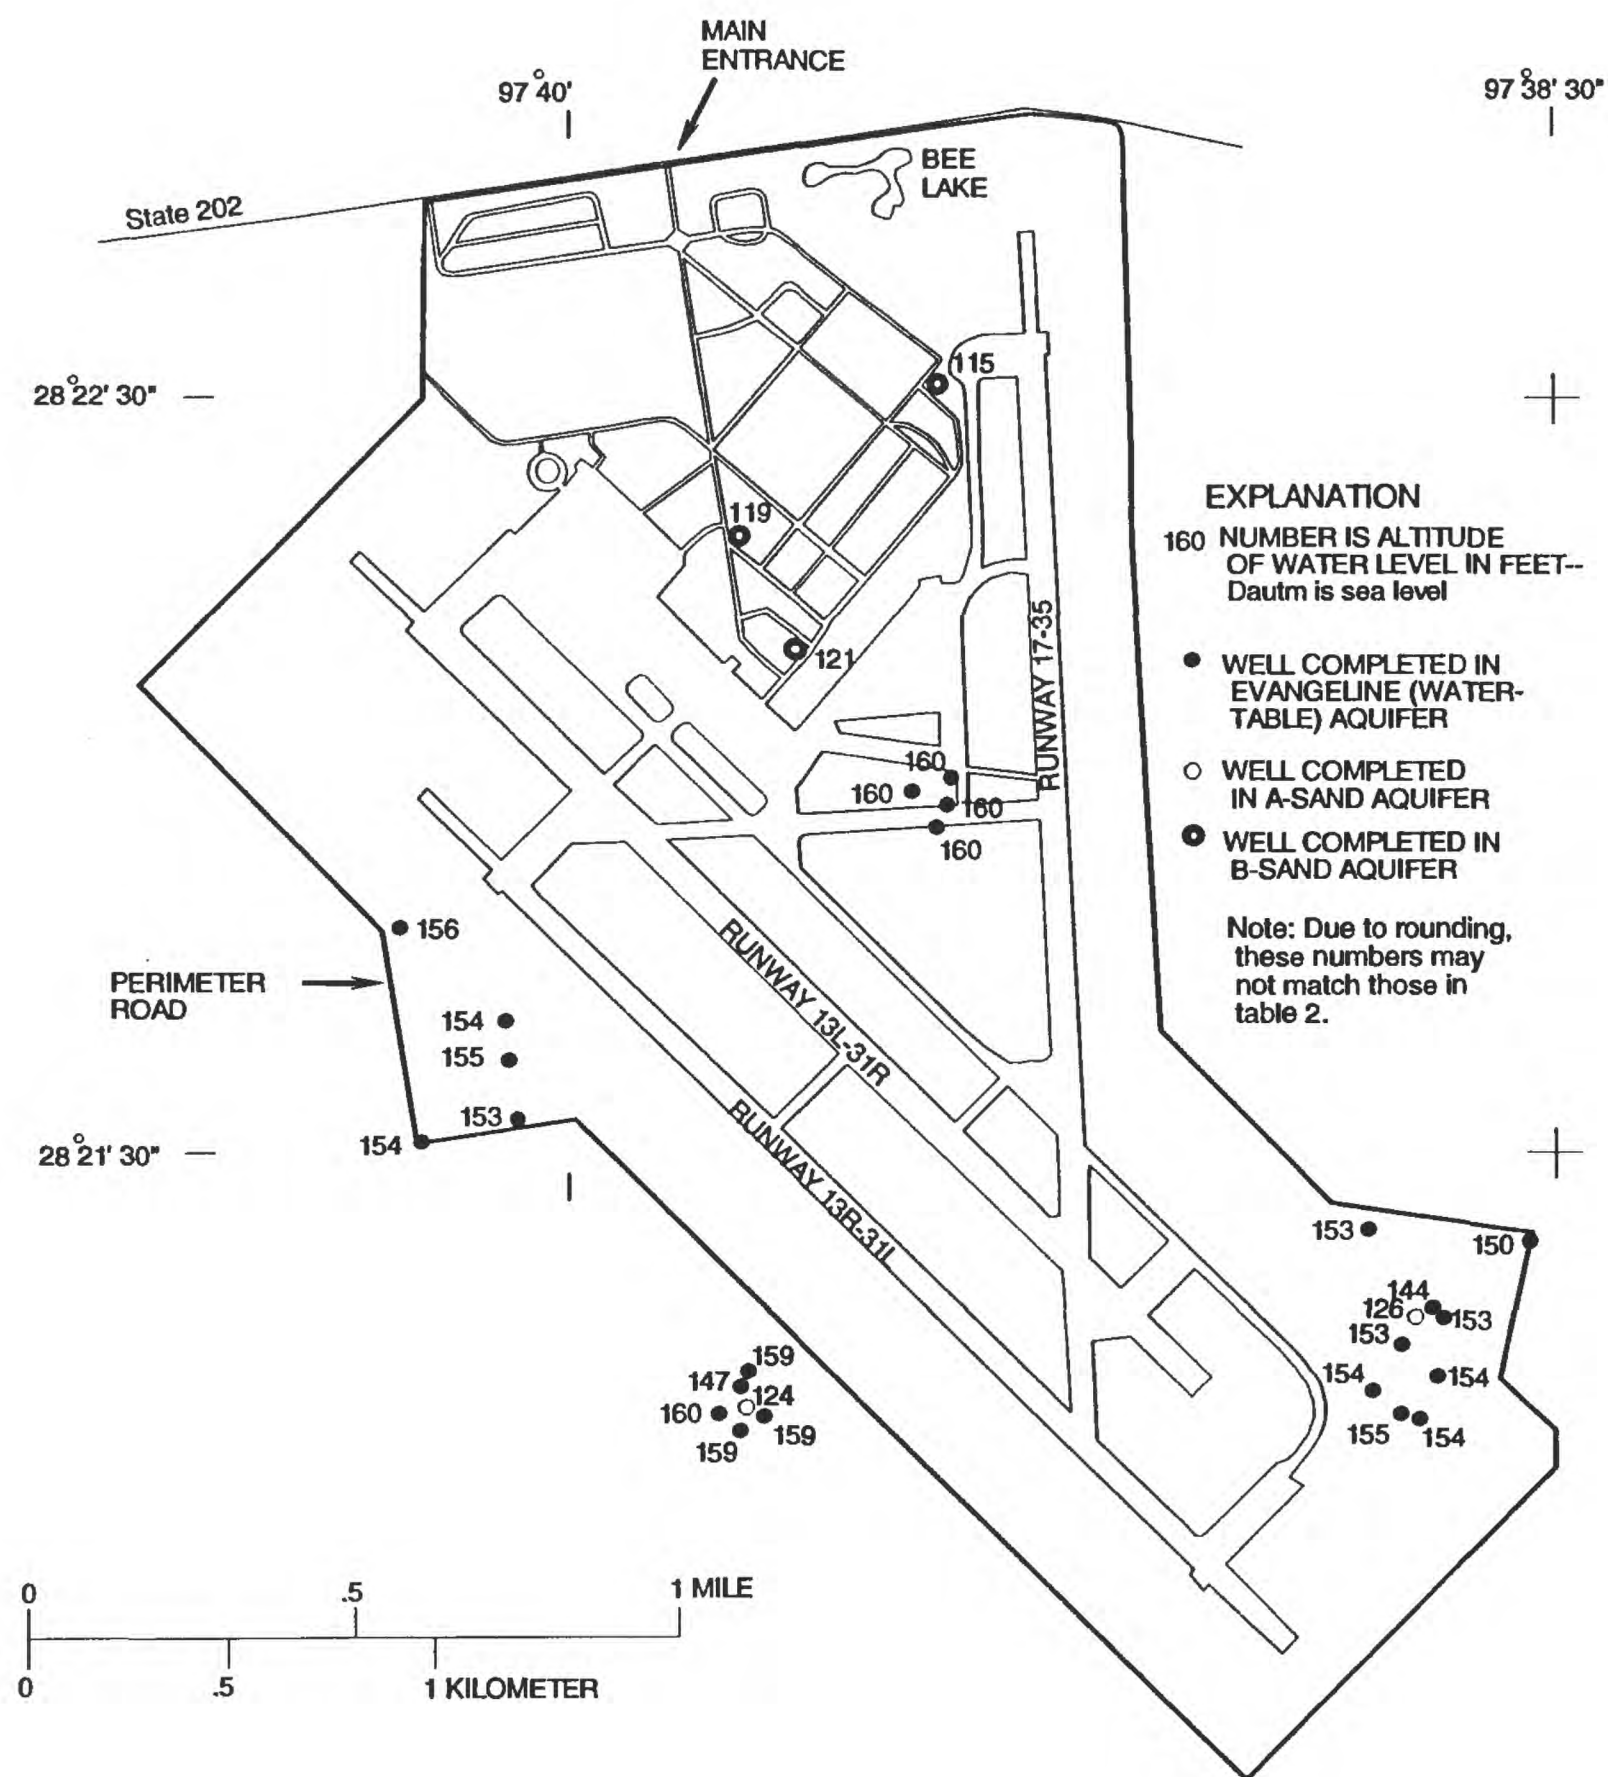 MAIN
ENTRANCE
97°40'
97°38' 30"
BEE
LAKE
State 202
115
28°22' 30"
EXPLANATION
160 NUMBER IS ALTITUDE
OF WATER LEVEL IN FEET--
Dautm is sea level
119
RUNWAY 17-35
121
WELL COMPLETED IN
EVANGELINE (WATER-
TABLE) AQUIFER
160
160
160
160
WELL COMPLETED
IN A-SAND AQUIFER
WELL COMPLETED IN
B-SAND AQUIFER
Note: Due to rounding,
these numbers may
not match those in
table 2.
156
RUNWAY 13L-31R
PERIMETER
ROAD
154
155
153
154
RUNWAY 13R-31L
28°21' 30"
153
150
144
126
153
153
154
154
155
154
159
147
124
160
159
159
0
.5
1 MILE
0
.5
1 KILOMETER